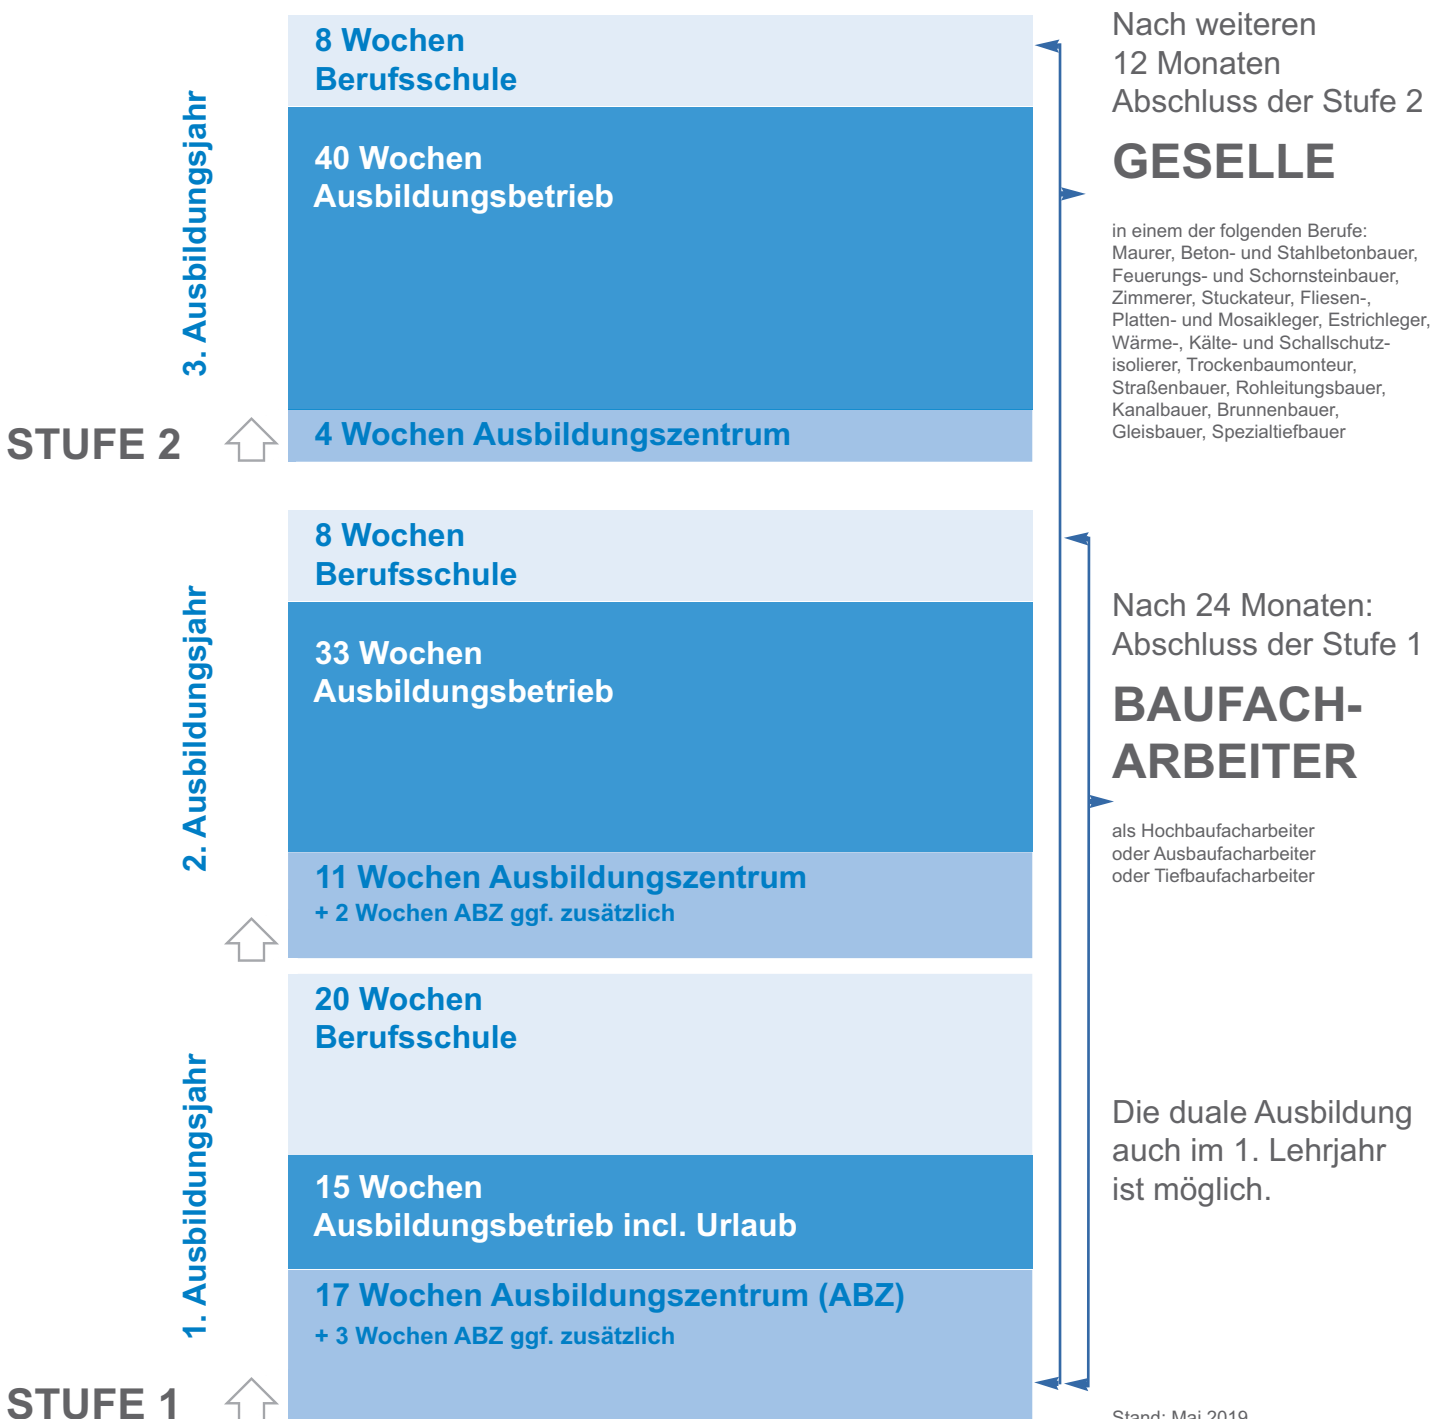 8 Wochen
Berufsschule
40 Wochen
Ausbildungsbetrieb
4 Wochen Ausbildungszentrum
3. Ausbildungsjahr
STUFE 2
Nach weiteren
12 Monaten
Abschluss der Stufe 2
GESELLE
in einem der folgenden Berufe:
Maurer, Beton- und Stahlbetonbauer,
Feuerungs- und Schornsteinbauer,
Zimmerer, Stuckateur, Fliesen-,
Platten- und Mosaikleger, Estrichleger,
Wärme-, Kälte- und Schallschutz-
isolierer, Trockenbaumonteur,
Straßenbauer, Rohleitungsbauer,
Kanalbauer, Brunnenbauer,
Gleisbauer, Spezialtiefbauer
8 Wochen
Berufsschule
33 Wochen
Ausbildungsbetrieb
11 Wochen Ausbildungszentrum
+ 2 Wochen ABZ ggf. zusätzlich
2. Ausbildungsjahr
Nach 24 Monaten:
Abschluss der Stufe 1
BAUFACH-
ARBEITER
als Hochbaufacharbeiter
oder Ausbaufacharbeiter
oder Tiefbaufacharbeiter
20 Wochen
Berufsschule
15 Wochen
Ausbildungsbetrieb incl. Urlaub
17 Wochen Ausbildungszentrum (ABZ)
+ 3 Wochen ABZ ggf. zusätzlich
1. Ausbildungsjahr
STUFE 1
Die duale Ausbildung
auch im 1. Lehrjahr
ist möglich.
Stand: Mai 2019